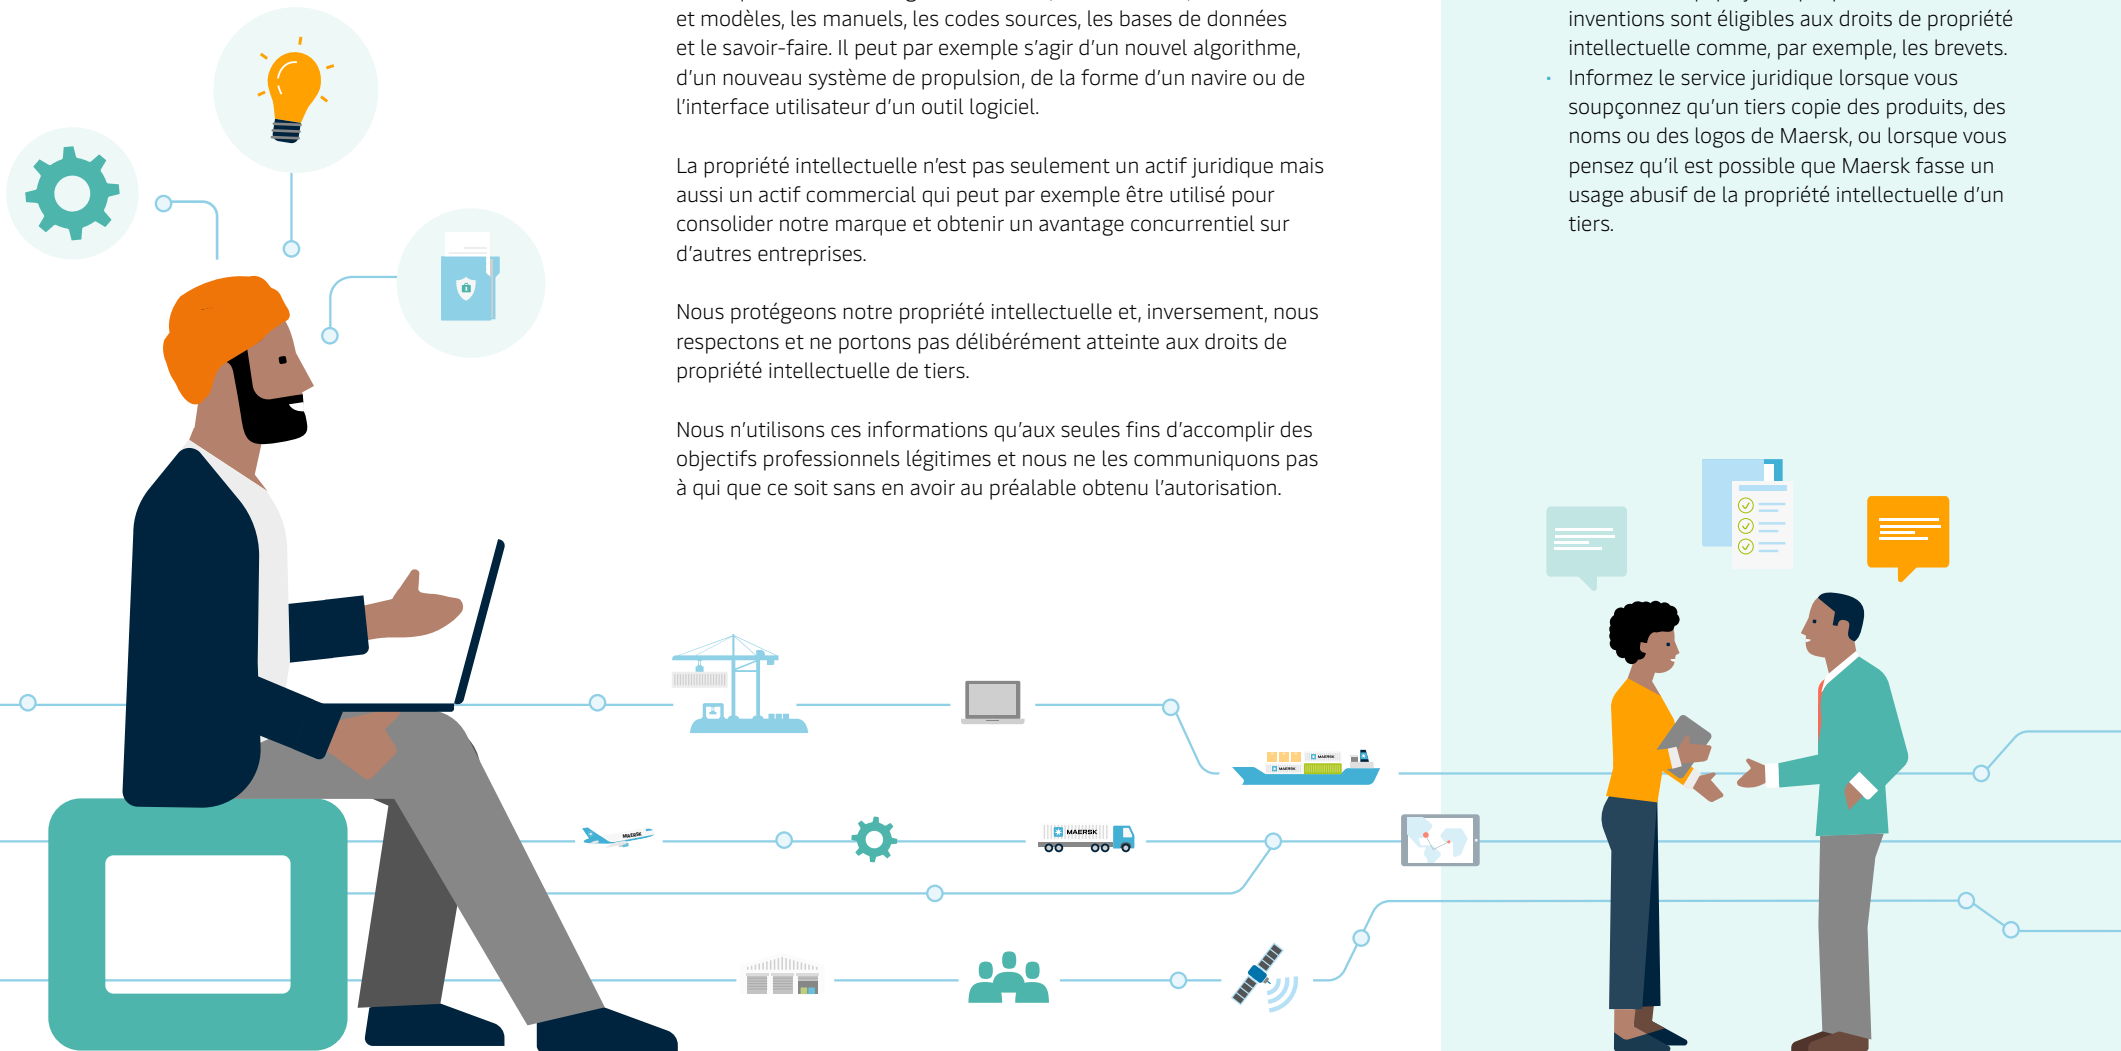 et modèles, les manuels, les codes sources, les bases de données
et le savoir-faire. Il peut par exemple s’agir d’un nouvel algorithme,
d’un nouveau système de propulsion, de la forme d’un navire ou de
l’interface utilisateur d’un outil logiciel.
La propriété intellectuelle n’est pas seulement un actif juridique mais
aussi un actif commercial qui peut par exemple être utilisé pour
consolider notre marque et obtenir un avantage concurrentiel sur
d’autres entreprises.
Nous protégeons notre propriété intellectuelle et, inversement, nous
respectons et ne portons pas délibérément atteinte aux droits de
propriété intellectuelle de tiers.
Nous n’utilisons ces informations qu’aux seules fins d’accomplir des
objectifs professionnels légitimes et nous ne les communiquons pas
à qui que ce soit sans en avoir au préalable obtenu l’autorisation.
inventions sont éligibles aux droits de propriété
intellectuelle comme, par exemple, les brevets.
• Informez le service juridique lorsque vous
soupçonnez qu’un tiers copie des produits, des
noms ou des logos de Maersk, ou lorsque vous
pensez qu’il est possible que Maersk fasse un
usage abusif de la propriété intellectuelle d’un
tiers.
MAERSK
MAERSK
MAERSK
MAERSK